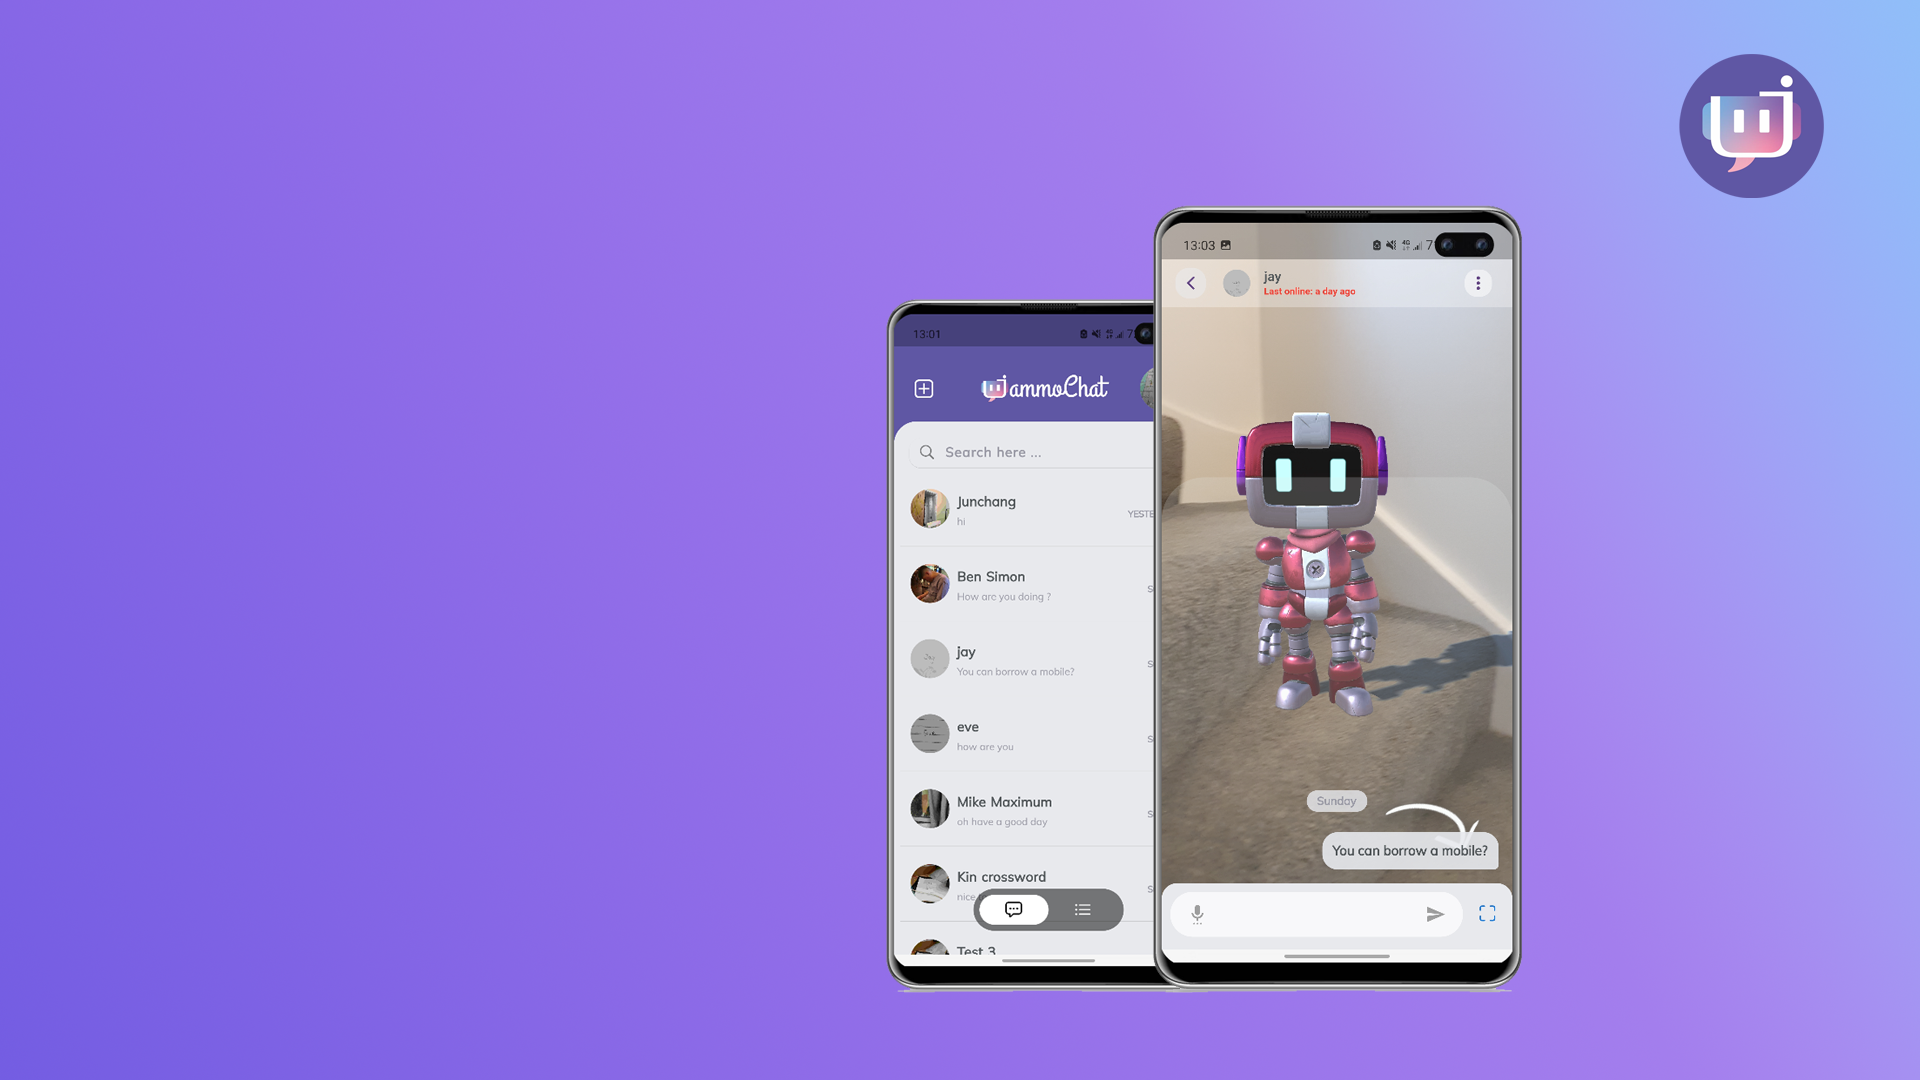 13:01
ammoChat
Search here ...
Junchang
hi
YESTE
Ben Simon
How are you doing ?
S
jay
You can borrow a mobile?
S
eve
how are you
S
Mike Maximum
oh have a good day
S
Kin crossword
nice
S
Test 3
13:03
4G
7
jay
Last online: a day ago
Sunday
You can borrow a mobile?